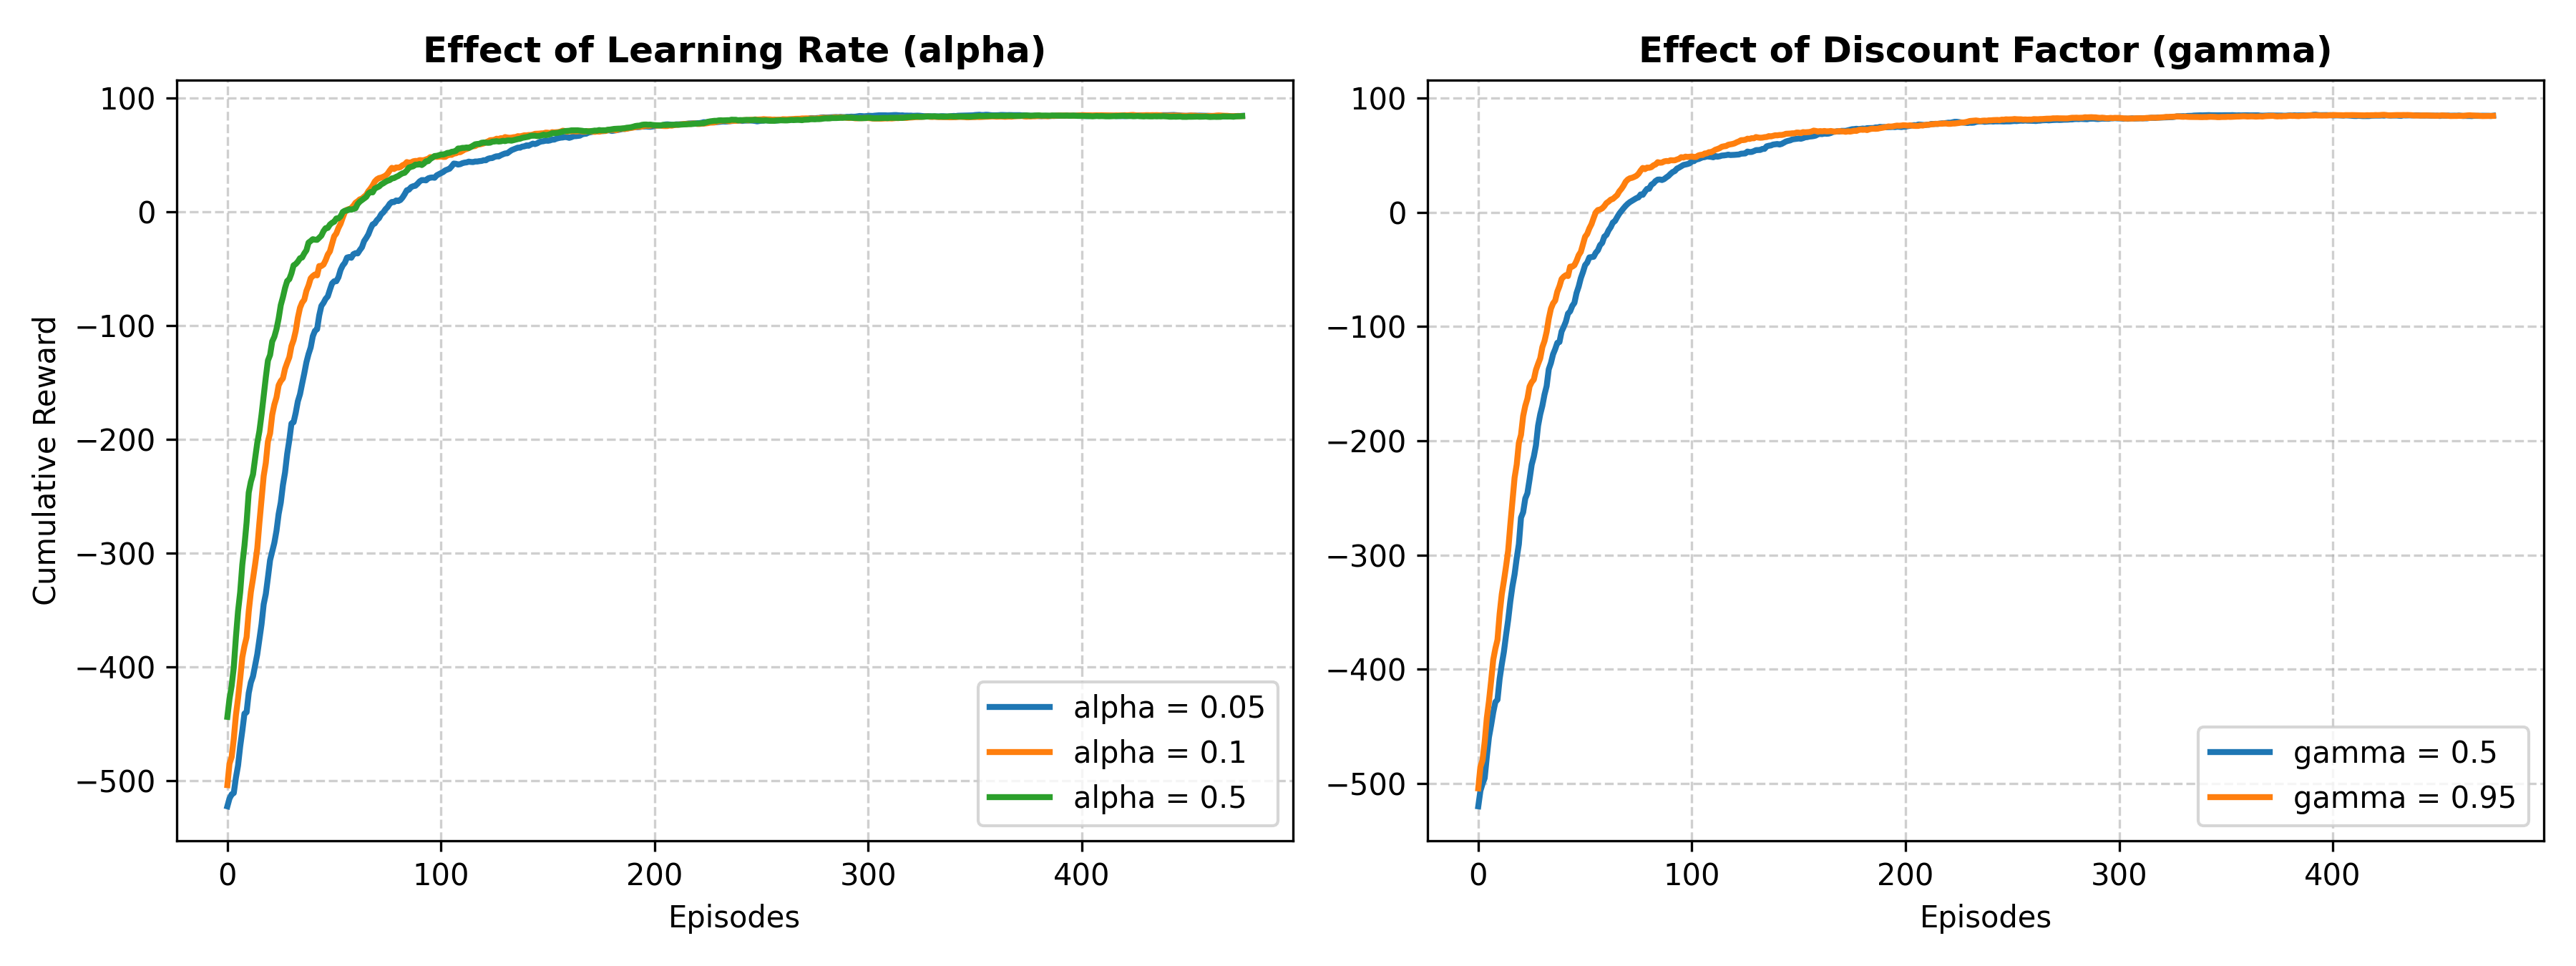 Effect of Learning Rate (alpha)
100
0
−100
−200
−300
−400
−500
Cumulative Reward
0
100
200
300
400
Episodes
alpha = 0.05
alpha = 0.1
alpha = 0.5
Effect of Discount Factor (gamma)
100
0
−100
−200
−300
−400
−500
0
100
200
300
400
Episodes
gamma = 0.5
gamma = 0.95